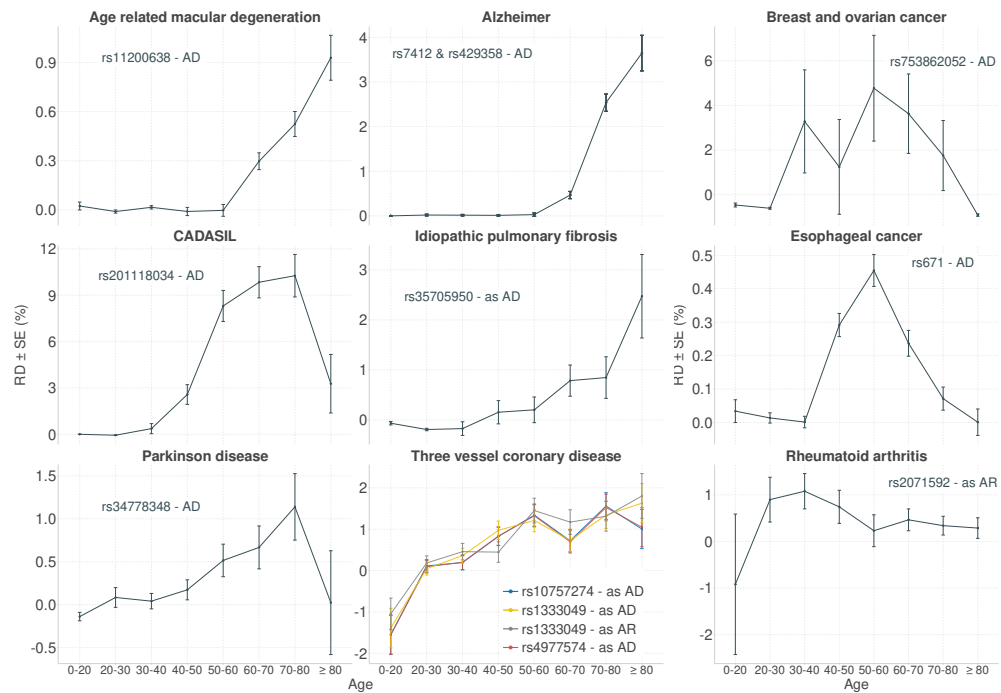 Age related macular degeneration
Alzheimer
Breast and ovarian cancer
rs11200638 - AD
rs7412 & rs429358 - AD
rs753862052 - AD
0.9
0.6
0.3
0.0
4
3
2
1
0
6
4
2
0
CADASIL
Idiopathic pulmonary fibrosis
Esophageal cancer
rs201118034 - AD
rs35705950 - as AD
rs671 - AD
RD ± SE (%)
12
9
6
3
0
3
2
1
0
RD ± SE (%)
0.5
0.4
0.3
0.2
0.1
0.0
Parkinson disease
Three vessel coronary disease
Rheumatoid arthritis
rs34778348 - AD
rs2071592 - as AR
1.5
1.0
0.5
0.0
-0.5
2
1
0
-1
-2
rs10757274 - as AD
rs1333049 - as AD
rs1333049 - as AR
rs4977574 - as AD
1
0
-1
-2
0-20 20-30 30-40 40-50 50-60 60-70 70-80 ≥ 80
0-20 20-30 30-40 40-50 50-60 60-70 70-80 ≥ 80
0-20 20-30 30-40 40-50 50-60 60-70 70-80 ≥ 80
Age
Age